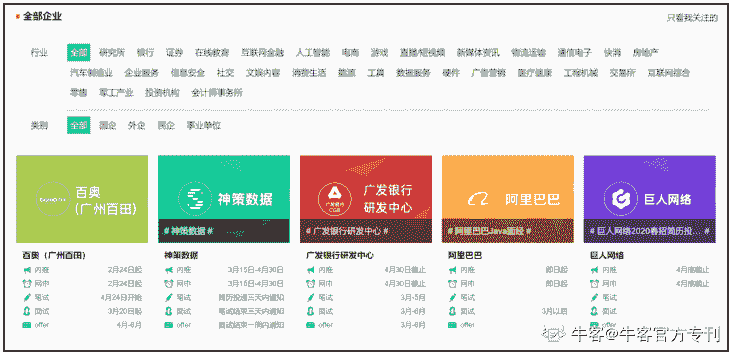 全部企业
只看我关注的
行业 全部 研究所 银行 证券 在线教育 互联网金融 人工智能 电商 游戏 直播/短视频 新媒体资讯 物流运输 通信电子 快消 房地产
汽车制造业 企业服务 信息安全 社交 文娱内容 消费生活 能源 工具 数据服务 硬件 广告营销 医疗健康 工程机械 交易所 互联网综合
零售 军工产业 投资机构 会计师事务所
类别 全部 国企 外企 民企 事业单位
百奥
(广州百田)
神策数据
# 神策数据 #
广发银行
研发中心
# 广发银行研发中心 #
阿里巴巴
# 阿里巴巴Java面经 #
巨人网络
# 巨人网络2020春招简历投...
百奥（广州百田）
内推 2月24日起
网申 2月24日起
笔试 4月24日开始
面试 3月20日起
offer 4月-6月
神策数据
内推 3月15日-4月30日
网申 3月15日-4月30日
笔试 简历投递三天内通知
面试 笔试结束三天内通知
offer 面试结束一周内通知
广发银行研发中心
内推 4月30日截止
网申 4月30日截止
笔试 3月-5月
面试 3月-6月
offer 3月-6月
阿里巴巴
内推 即日起
网申 即日起
笔试
面试 3月以后
offer
巨人网络
内推 4月底截止
网申 4月底截止
笔试
面试
offer
牛客@牛客官方专刊